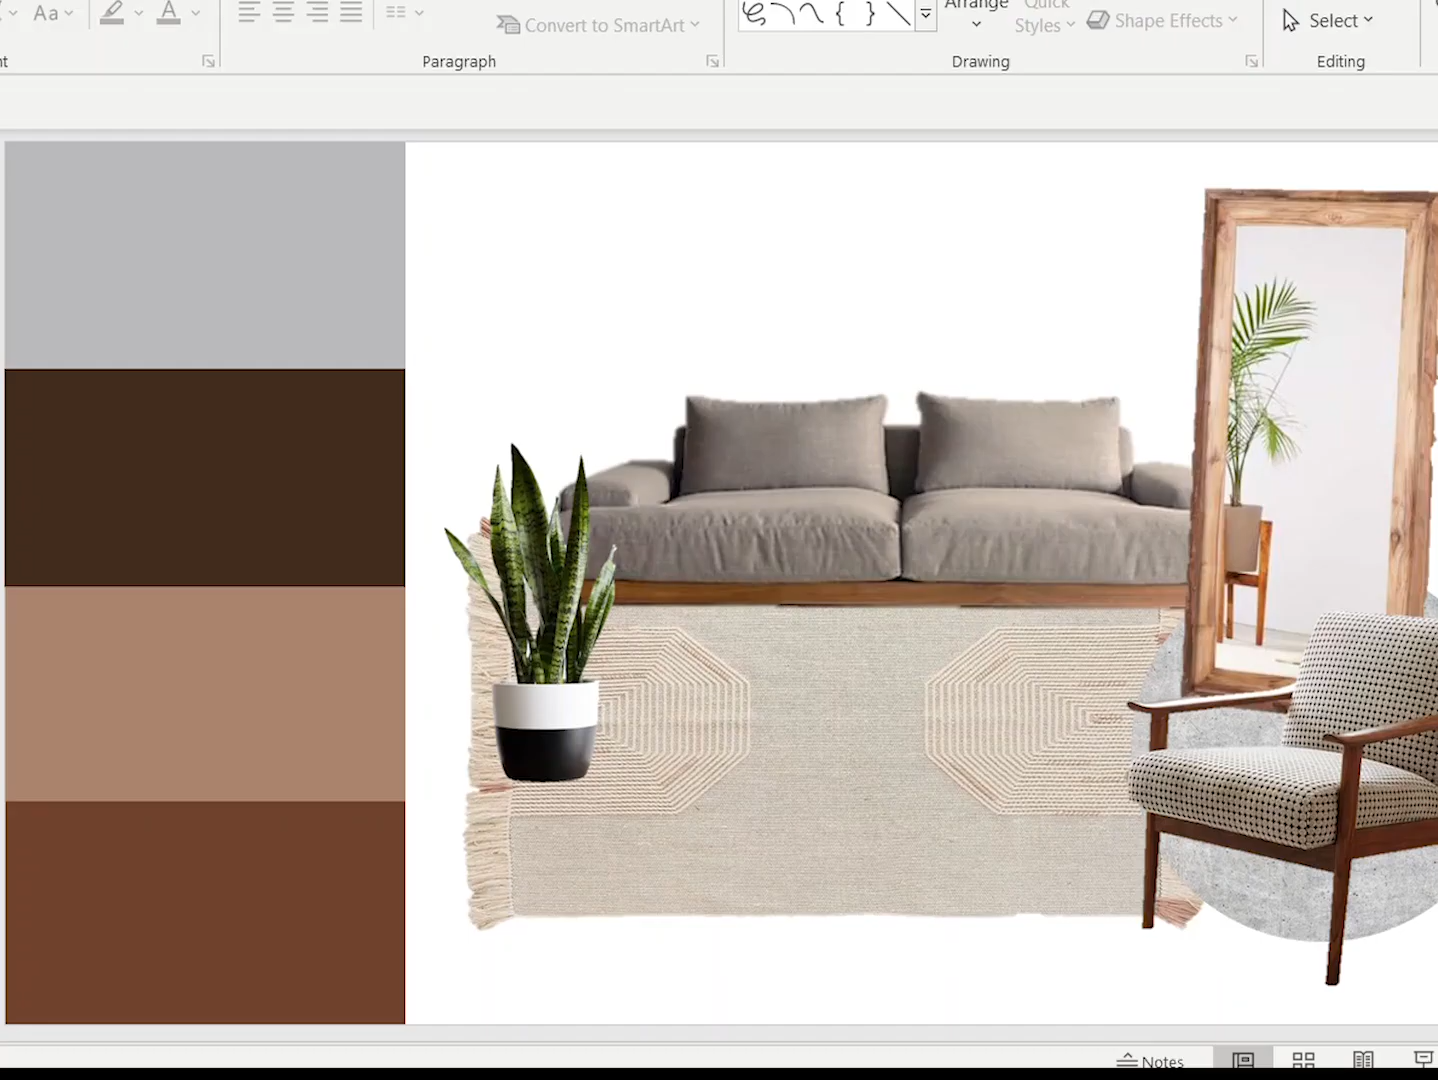 Aa
A
Convert to SmartArt
Arrange
Quick
Styles
Shape Effects
Select
Paragraph
Drawing
Editing
Notes